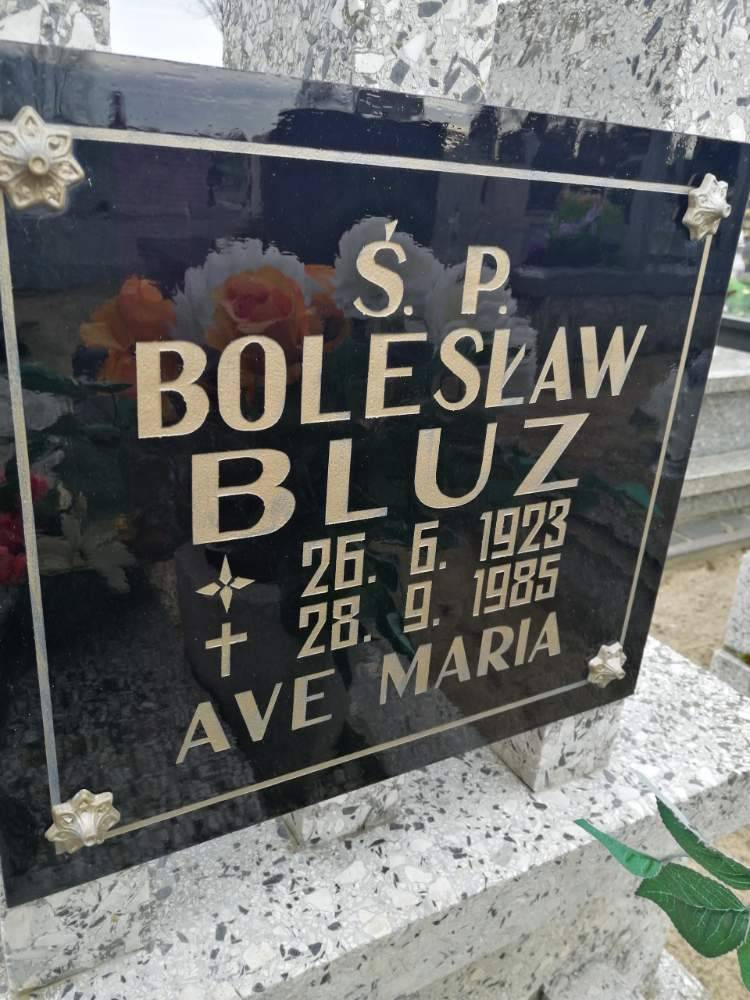 Ś. P.
BOLESŁAW
BLUZ
26. 6. 1923
28. 9. 1985
AVE MARIA